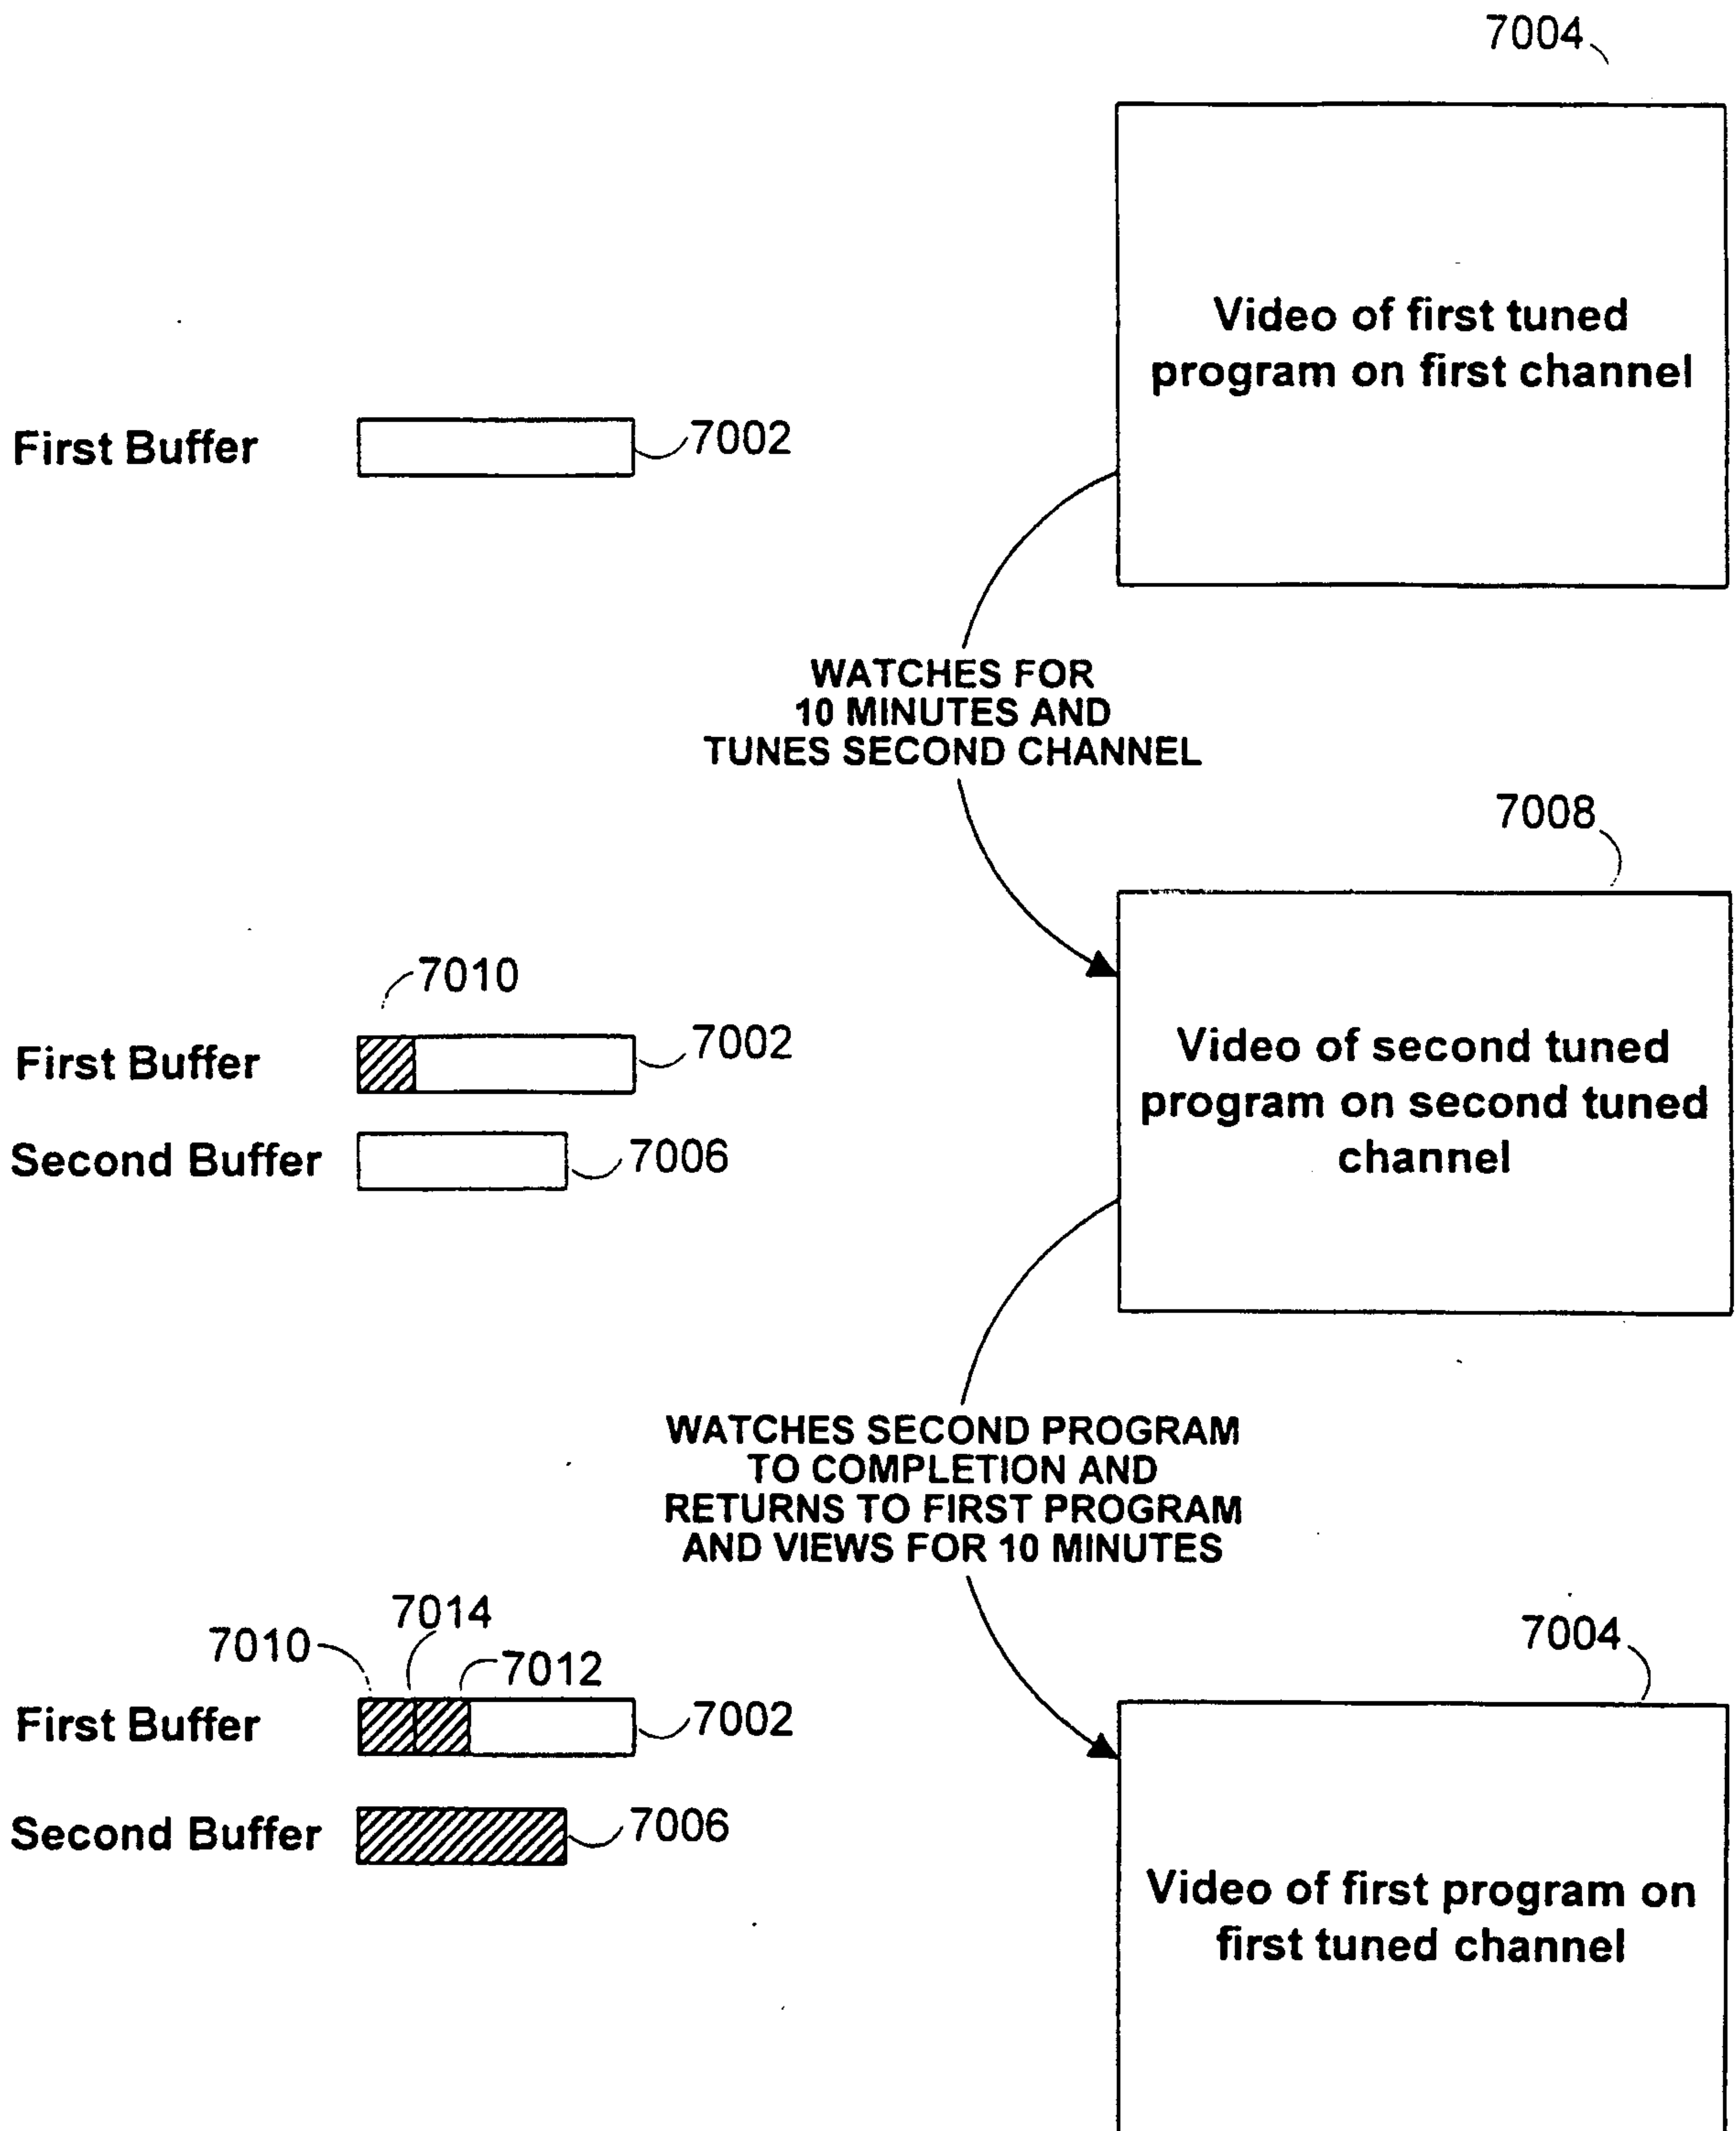 7004
Video of first tuned
program on first channel
First Buffer
7002
WATCHES FOR
10 MINUTES AND
TUNES SECOND CHANNEL
7008
7010
First Buffer
7002
Second Buffer
7006
Video of second tuned
program on second tuned
channel
WATCHES SECOND PROGRAM
TO COMPLETION AND
RETURNS TO FIRST PROGRAM
AND VIEWS FOR 10 MINUTES
7014
7010
7012
7004
First Buffer
7002
Second Buffer
7006
Video of first program on
first tuned channel